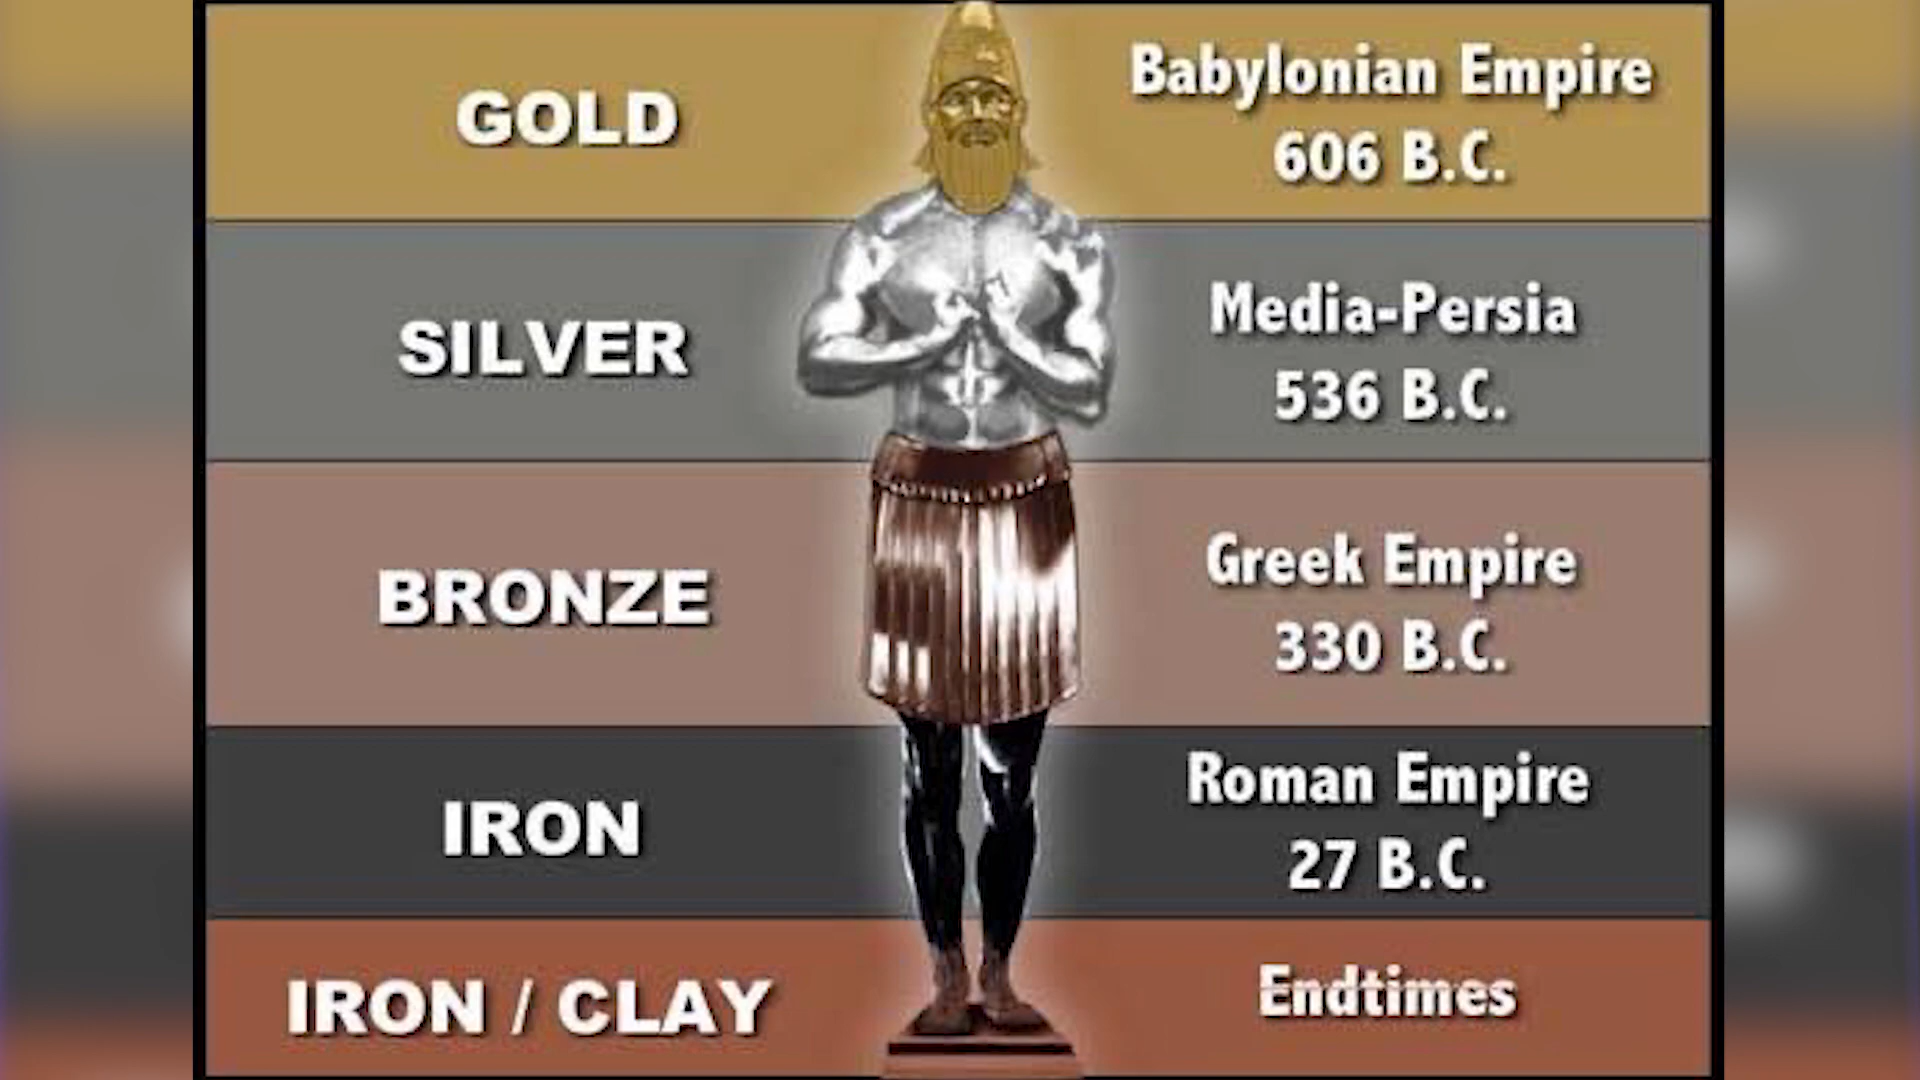 GOLD
Babylonian Empire
606 B.C.
SILVER
Media-Persia
536 B.C.
BRONZE
Greek Empire
330 B.C.
IRON
Roman Empire
27 B.C.
IRON / CLAY
Endtimes